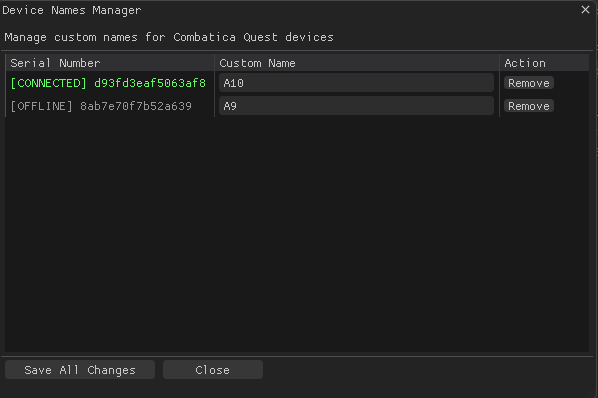 Device Names Manager
Manage custom names for Combatica Quest devices
Serial Number Custom Name Action
[CONNECTED] d93fd3eaf5063af8 A10 Remove
[OFFLINE] 8ab7e70f7b52a639 A9 Remove
Save All Changes Close